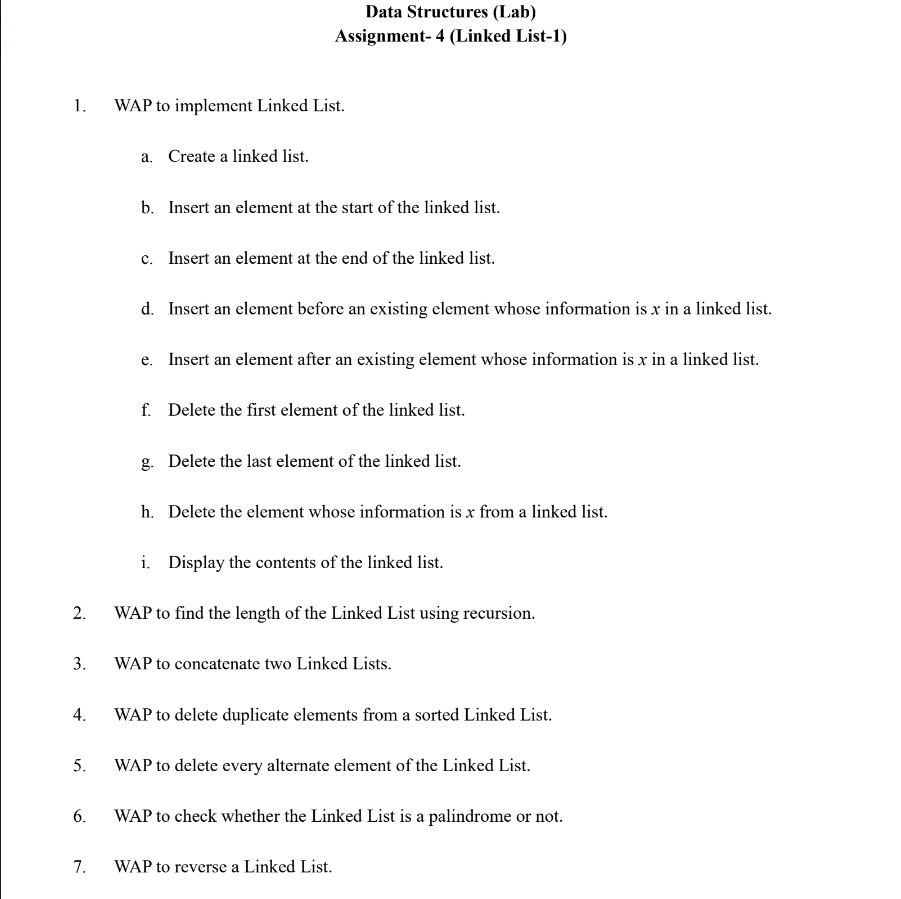 Data Structures (Lab)
Assignment- 4 (Linked List-1)
1. WAP to implement Linked List.
a. Create a linked list.
b. Insert an element at the start of the linked list.
c. Insert an element at the end of the linked list.
d. Insert an element before an existing element whose information is x in a linked list.
e. Insert an element after an existing element whose information is x in a linked list.
f. Delete the first element of the linked list.
g. Delete the last element of the linked list.
h. Delete the element whose information is x from a linked list.
i. Display the contents of the linked list.
2. WAP to find the length of the Linked List using recursion.
3. WAP to concatenate two Linked Lists.
4. WAP to delete duplicate elements from a sorted Linked List.
5. WAP to delete every alternate element of the Linked List.
6. WAP to check whether the Linked List is a palindrome or not.
7. WAP to reverse a Linked List.